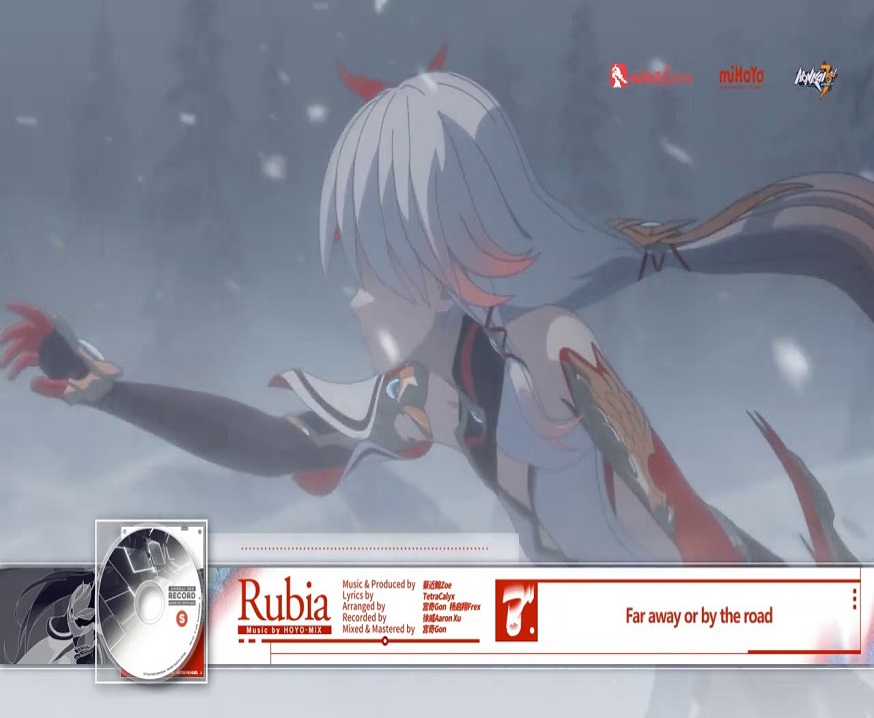 miHoYo
HONKAI 3rd
Rubia
Music by HOYO-MIX
Music & Produced by 蔡近翰Zoe
Lyrics by TetraCalyx
Arranged by 宫奇Gon 杨启翔Frex
Recorded by 徐威Aaron Xu
Mixed & Mastered by 宫奇Gon
RECORD
S
Far away or by the road